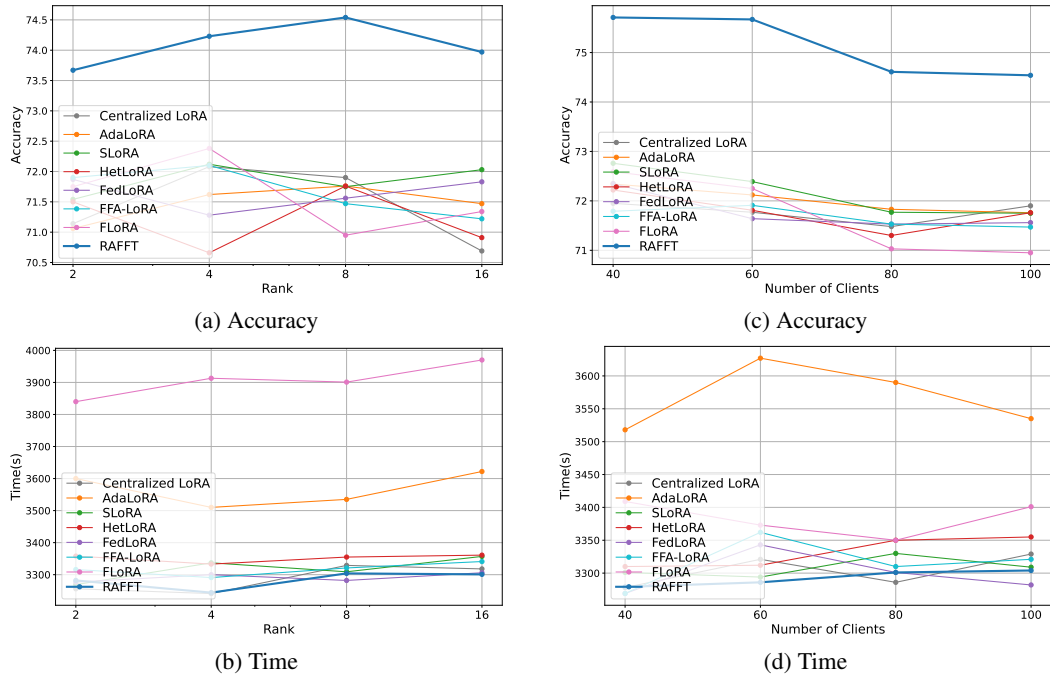 74.5
74.0
73.5
73.0
72.5
72.0
71.5
71.0
70.5
Accuracy
Centralized LoRA
AdaLoRA
SLoRA
HetLoRA
FedLoRA
FFA-LoRA
FLoRA
RAFFT
2
4
8
16
Rank
(a) Accuracy
75
74
73
72
71
Accuracy
Centralized LoRA
AdaLoRA
SLoRA
HetLoRA
FedLoRA
FFA-LoRA
FLoRA
RAFFT
40
60
80
100
Number of Clients
(c) Accuracy
4000
3900
3800
3700
3600
3500
3400
3300
Time(s)
Centralized LoRA
AdaLoRA
SLoRA
HetLoRA
FedLoRA
FFA-LoRA
FLoRA
RAFFT
2
4
8
16
Rank
(b) Time
3600
3550
3500
3450
3400
3350
3300
Time(s)
Centralized LoRA
AdaLoRA
SLoRA
HetLoRA
FedLoRA
FFA-LoRA
FLoRA
RAFFT
40
60
80
100
Number of Clients
(d) Time